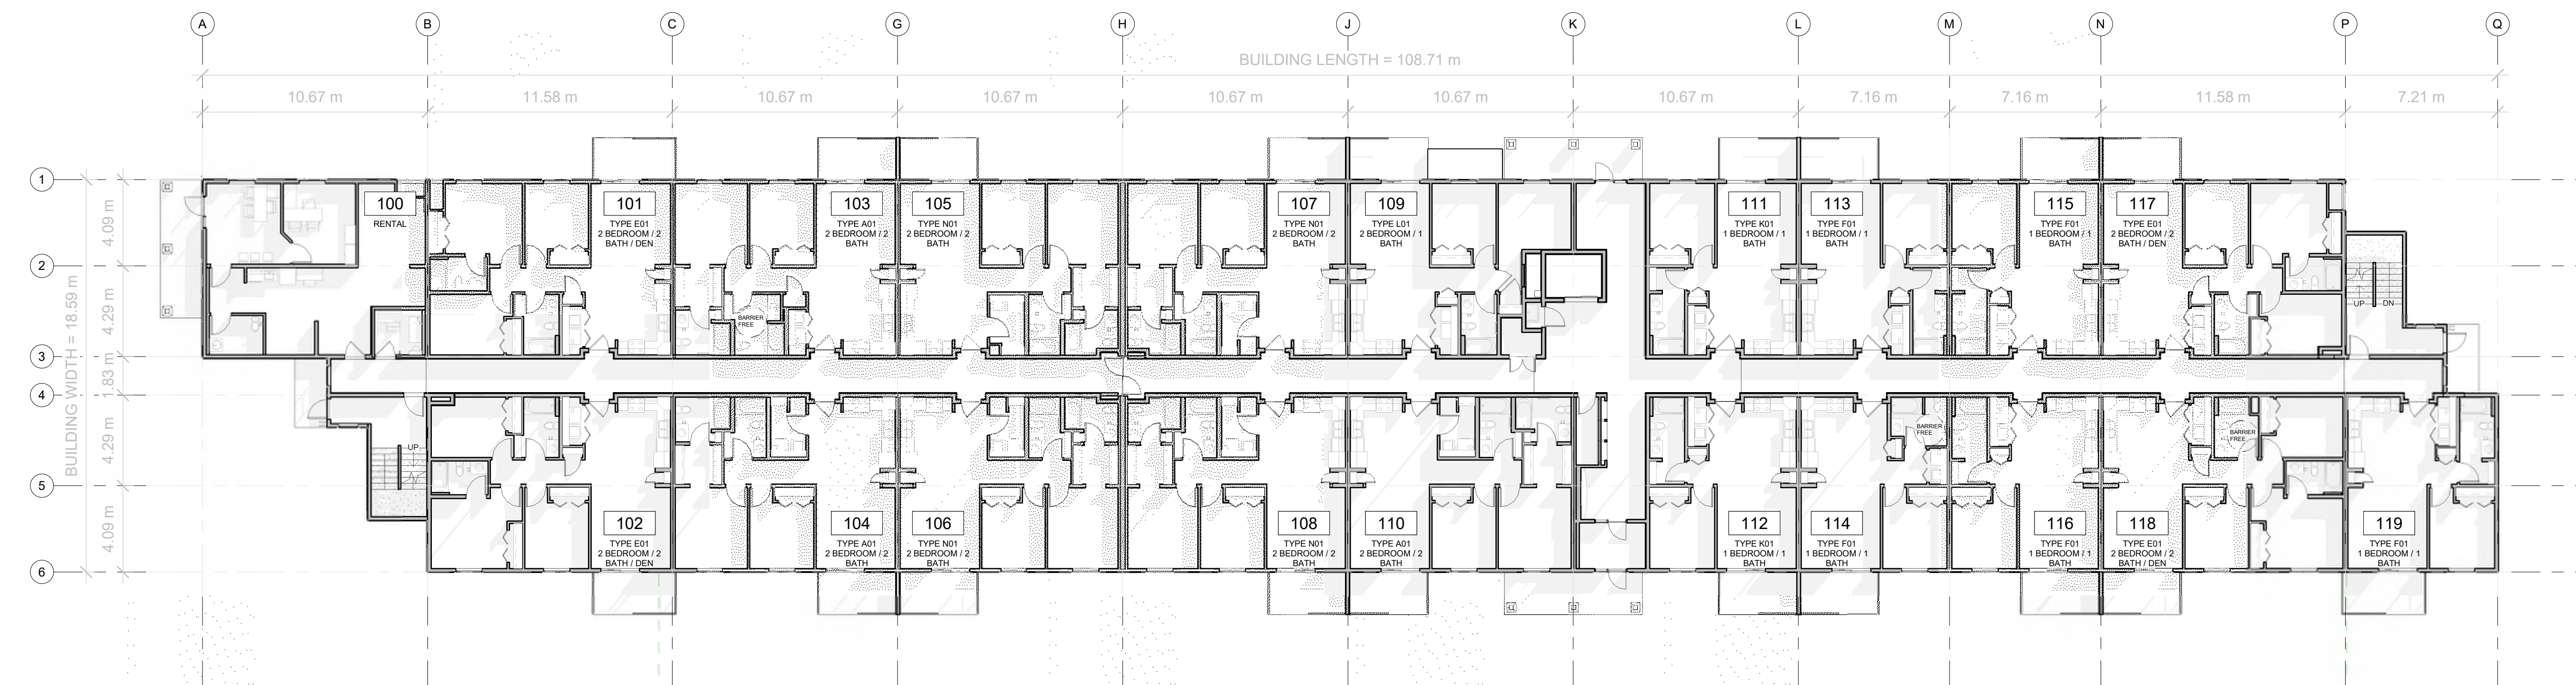 A B C G H J K L M N P Q
BUILDING LENGTH = 108.71 m
10.67 m 11.58 m 10.67 m 10.67 m 10.67 m 10.67 m 10.67 m 7.16 m 7.16 m 11.58 m 7.21 m
1
2
3
4
5
6
BUILDING WIDTH = 18.59 m
4.09 m
4.29 m
1.83 m
4.29 m
4.09 m
100
RENTAL
101
TYPE E01
2 BEDROOM / 2
BATH / DEN
103
TYPE A01
2 BEDROOM / 2
BATH
105
TYPE N01
2 BEDROOM / 2
BATH
107
TYPE N01
2 BEDROOM / 2
BATH
109
TYPE L01
2 BEDROOM / 2
BATH
111
TYPE K01
1 BEDROOM / 1
BATH
113
TYPE F01
1 BEDROOM / 1
BATH
115
TYPE F01
1 BEDROOM / 1
BATH
117
TYPE E01
2 BEDROOM / 2
BATH / DEN
BARRIER
FREE
UP DN
UP
BARRIER
FREE
BARRIER
FREE
102
TYPE E01
2 BEDROOM / 2
BATH / DEN
104
TYPE A01
2 BEDROOM / 2
BATH
106
TYPE N01
2 BEDROOM / 2
BATH
108
TYPE N01
2 BEDROOM / 2
BATH
110
TYPE A01
2 BEDROOM / 2
BATH
112
TYPE K01
1 BEDROOM / 1
BATH
114
TYPE F01
1 BEDROOM / 1
BATH
116
TYPE F01
1 BEDROOM / 1
BATH
118
TYPE E01
2 BEDROOM / 2
BATH / DEN
119
TYPE F01
1 BEDROOM / 1
BATH